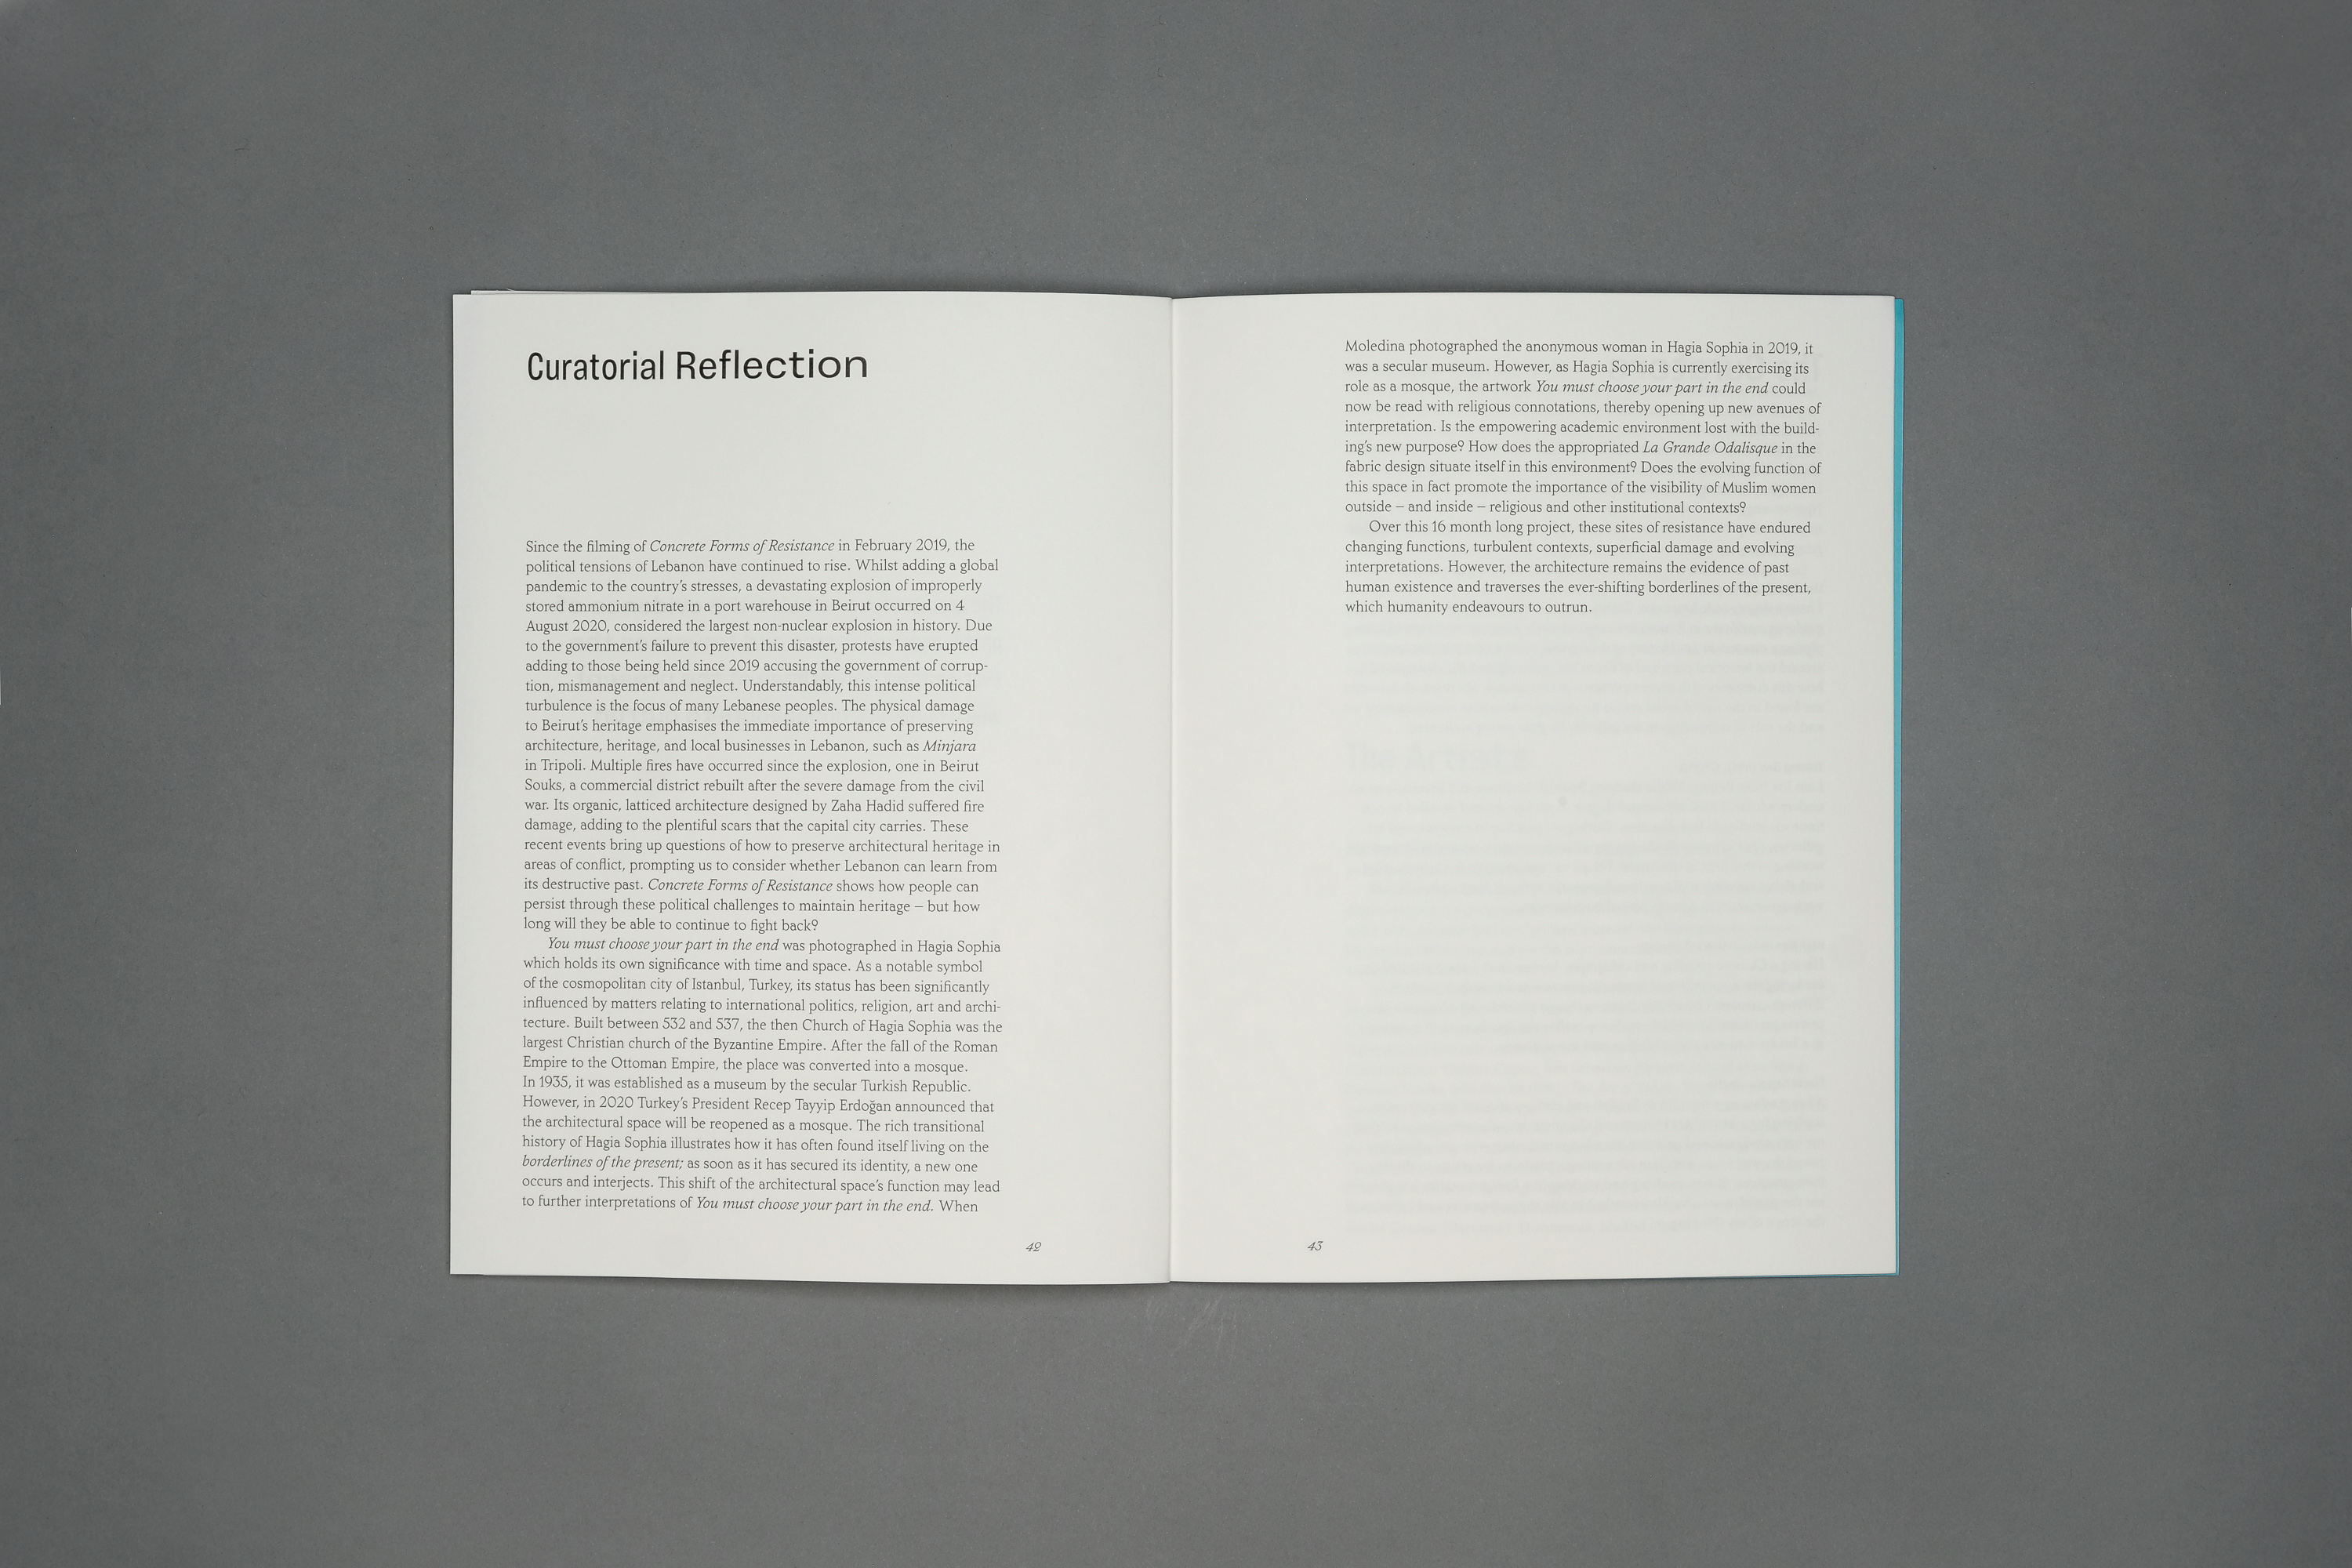 Curatorial Reflection
Since the filming of Concrete Forms of Resistance in February 2019, the
political tensions of Lebanon have continued to rise. Whilst adding a global
pandemic to the country's stresses, a devastating explosion of improperly
stored ammonium nitrate in a port warehouse in Beirut occurred on 4
August 2020, considered the largest non-nuclear explosion in history. Due
to the government's failure to prevent this disaster, protests have erupted
adding to those being held since 2019 accusing the government of corrup-
tion, mismanagement and neglect. Understandably, this intense political
turbulence is the focus of many Lebanese peoples. The physical damage
to Beirut's heritage emphasises the immediate importance of preserving
architecture, heritage, and local businesses in Lebanon, such as Minjara
in Tripoli. Multiple fires have occurred since the explosion, one in Beirut
Souks, a commercial district rebuilt after the severe damage from the civil
war. Its organic, latticed architecture designed by Zaha Hadid suffered fire
damage, adding to the plentiful scars that the capital city carries. These
recent events bring up questions of how to preserve architectural heritage in
areas of conflict, prompting us to consider whether Lebanon can learn from
its destructive past. Concrete Forms of Resistance shows how people can
persist through these political challenges to maintain heritage – but how
long will they be able to continue to fight back?
You must choose your part in the end was photographed in Hagia Sophia
which holds its own significance with time and space. As a notable symbol
of the cosmopolitan city of Istanbul, Turkey, its status has been significantly
influenced by matters relating to international politics, religion, art and archi-
tecture. Built between 532 and 537, the then Church of Hagia Sophia was the
largest Christian church of the Byzantine Empire. After the fall of the Roman
Empire to the Ottoman Empire, the place was converted into a mosque.
In 1935, it was established as a museum by the secular Turkish Republic.
However, in 2020 Turkey's President Recep Tayyip Erdoğan announced that
the architectural space will be reopened as a mosque. The rich transitional
history of Hagia Sophia illustrates how it has often found itself living on the
borderlines of the present; as soon as it has secured its identity, a new one
occurs and interjects. This shift of the architectural space's function may lead
to further interpretations of You must choose your part in the end. When
42
Moledina photographed the anonymous woman in Hagia Sophia in 2019, it
was a secular museum. However, as Hagia Sophia is currently exercising its
role as a mosque, the artwork You must choose your part in the end could
now be read with religious connotations, thereby opening up new avenues of
interpretation. Is the empowering academic environment lost with the build-
ing's new purpose? How does the appropriated La Grande Odalisque in the
fabric design situate itself in this environment? Does the evolving function of
this space in fact promote the importance of the visibility of Muslim women
outside – and inside – religious and other institutional contexts?
Over this 16 month long project, these sites of resistance have endured
changing functions, turbulent contexts, superficial damage and evolving
interpretations. However, the architecture remains the evidence of past
human existence and traverses the ever-shifting borderlines of the present,
which humanity endeavours to outrun.
43